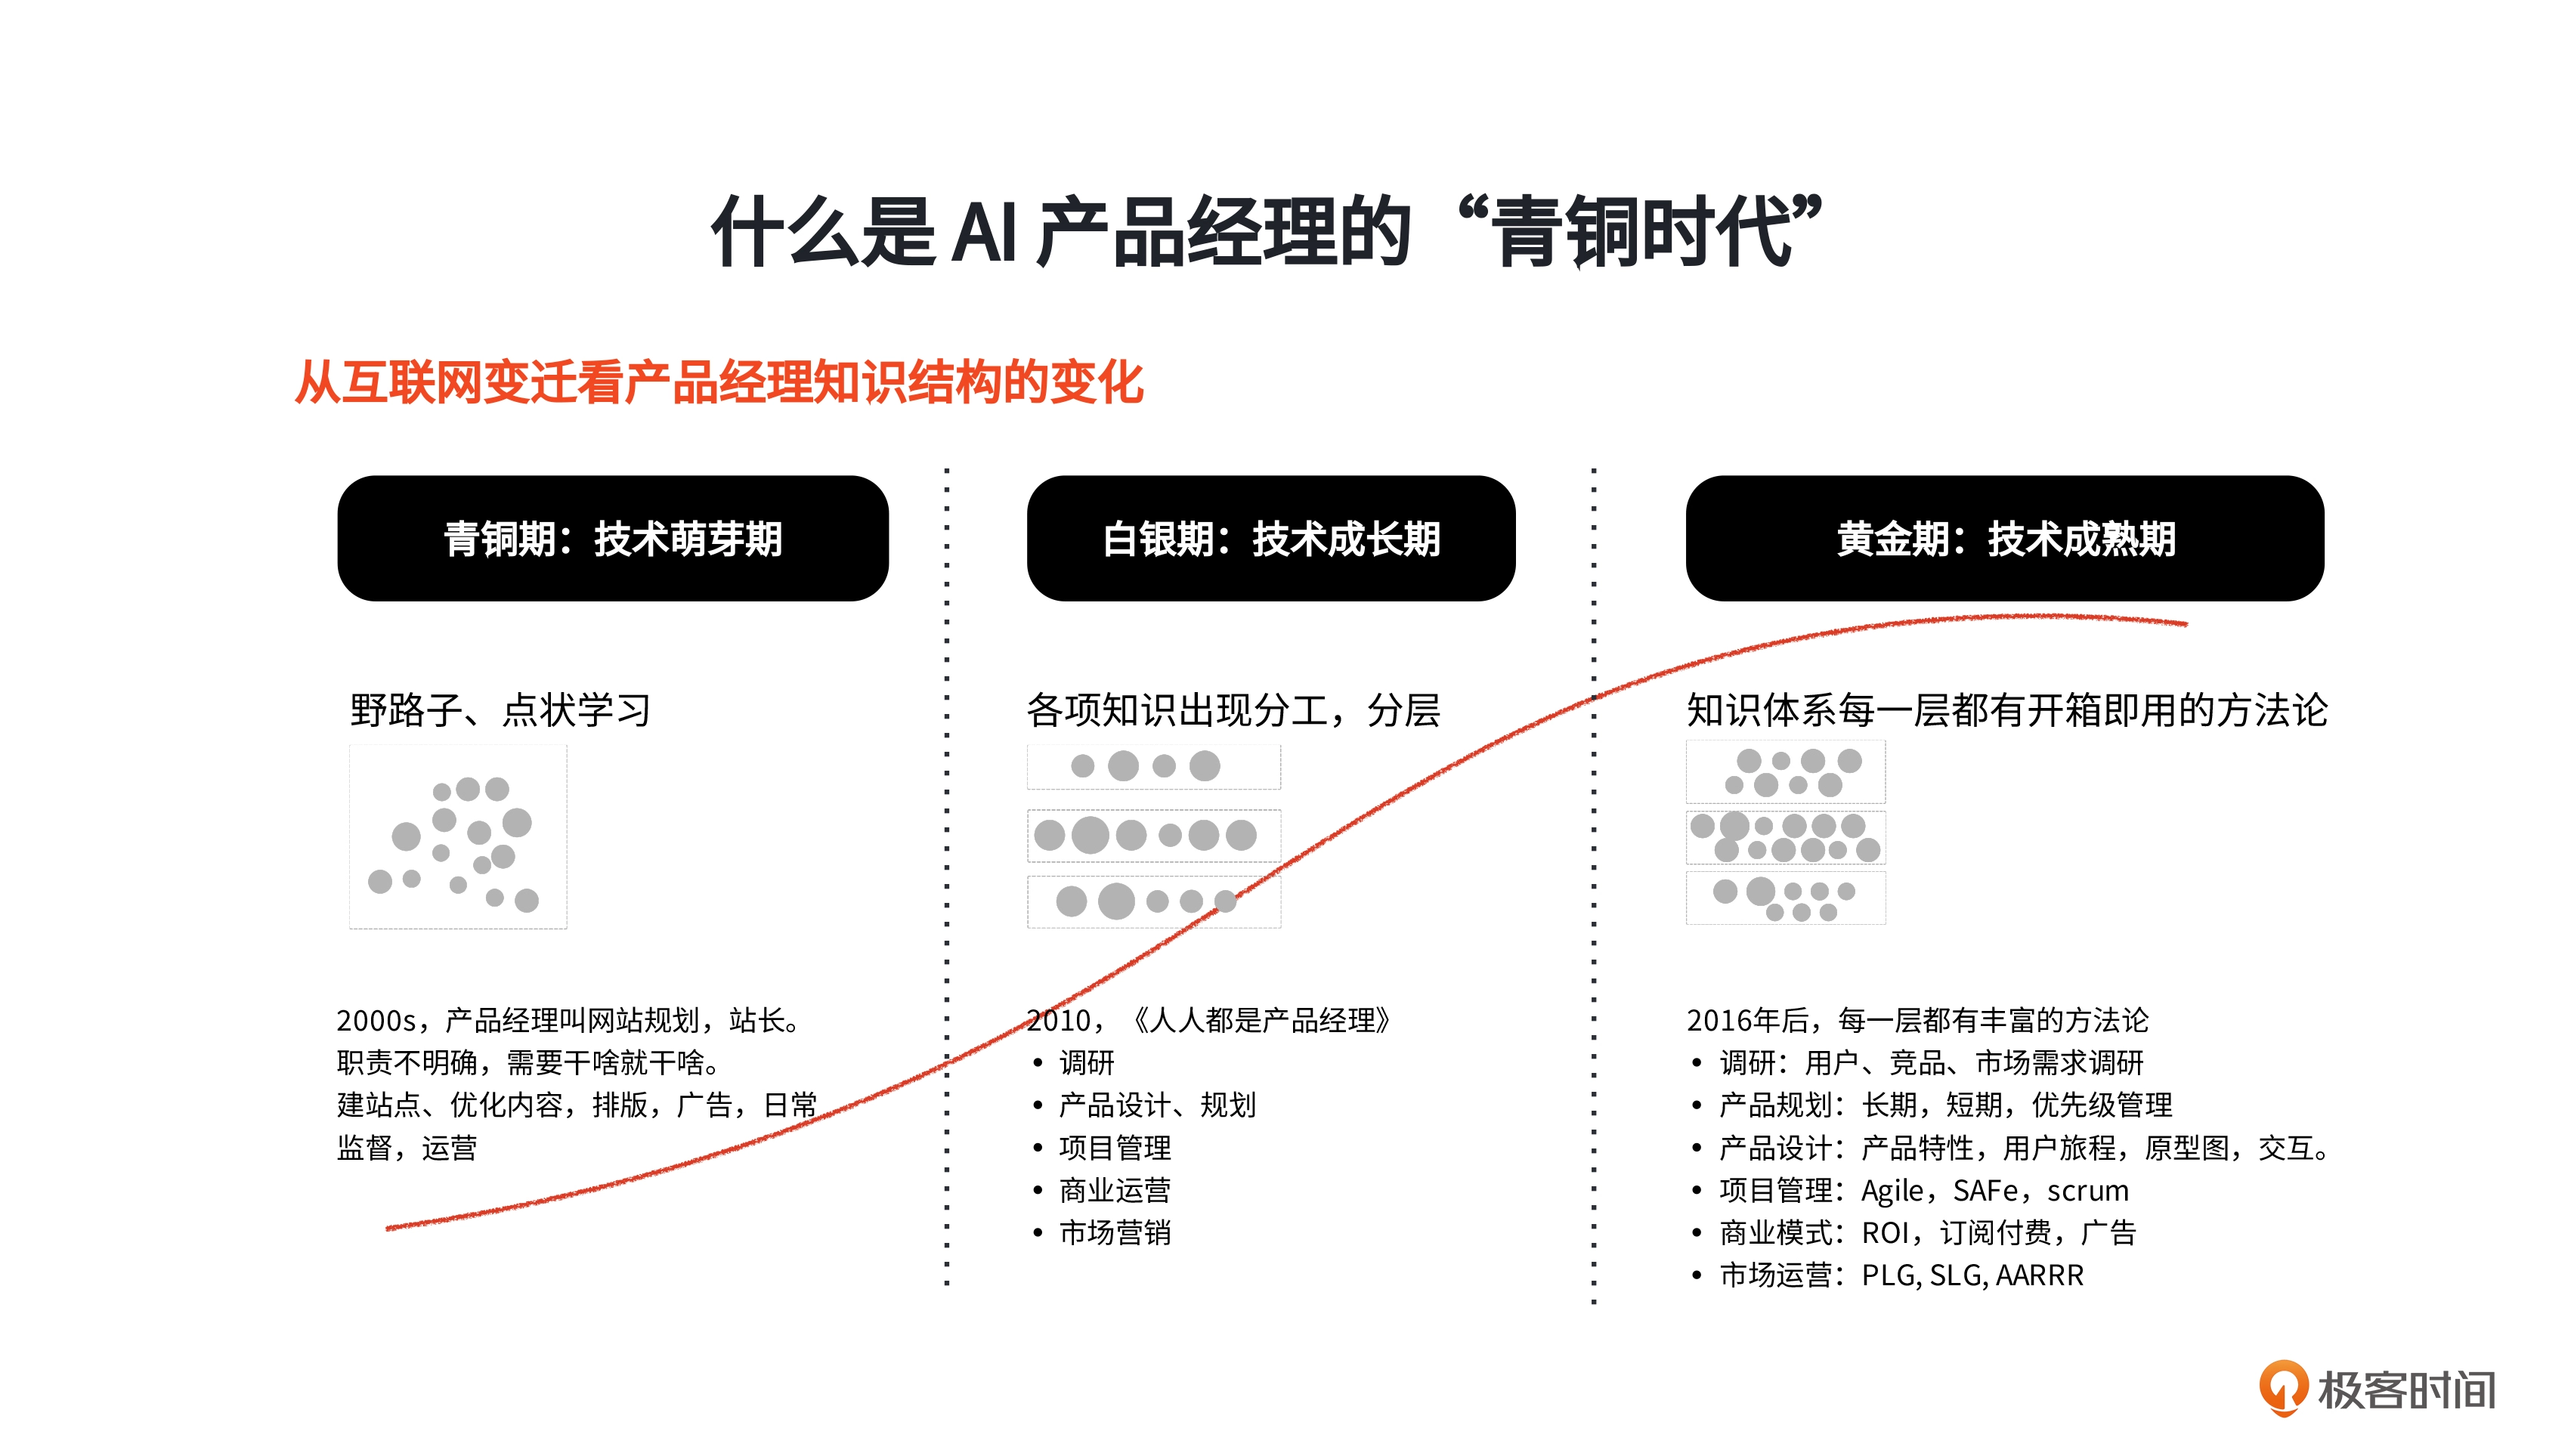 什么是 AI 产品经理的“青铜时代”
从互联网变迁看产品经理知识结构的变化
青铜期：技术萌芽期
野路子、点状学习
2000s，产品经理叫网站规划，站长。
职责不明确，需要干啥就干啥。
建站点、优化内容，排版，广告，日常
监督，运营
白银期：技术成长期
各项知识出现分工，分层
2010，《人人都是产品经理》
• 调研
• 产品设计、规划
• 项目管理
• 商业运营
• 市场营销
黄金期：技术成熟期
知识体系每一层都有开箱即用的方法论
2016年后，每一层都有丰富的方法论
• 调研：用户、竞品、市场需求调研
• 产品规划：长期，短期，优先级管理
• 产品设计：产品特性，用户旅程，原型图，交互。
• 项目管理：Agile，SAFe，scrum
• 商业模式：ROI，订阅付费，广告
• 市场运营：PLG, SLG, AARRR
极客时间